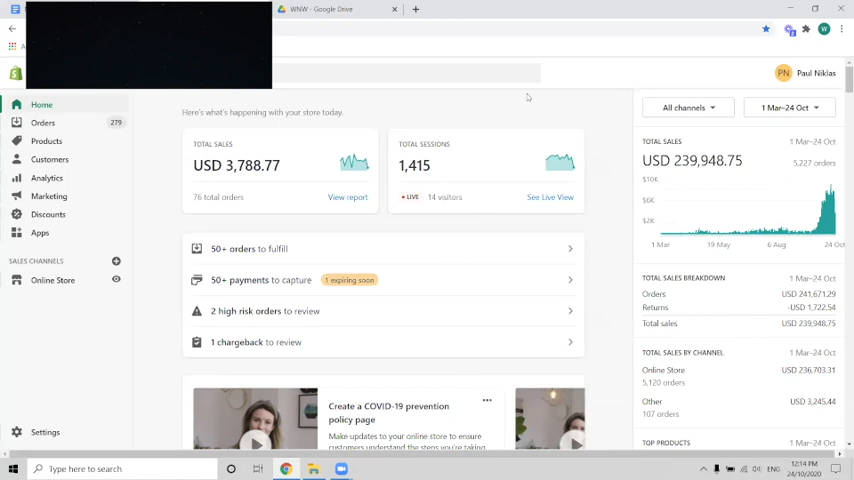 WNW - Google Drive
W
PN Paul Niklas
Home
Orders 279
Products
Customers
Analytics
Marketing
Discounts
Apps
SALES CHANNELS
Online Store
Settings
Here's what's happening with your store today.
TOTAL SALES
USD 3,788.77
76 total orders View report
TOTAL SESSIONS
1,415
LIVE 14 visitors See Live View
50+ orders to fulfill
50+ payments to capture 1 expiring soon
2 high risk orders to review
1 chargeback to review
Create a COVID-19 prevention
policy page
Make updates to your online store to ensure
customers understand the steps you're taking
All channels 1 Mar–24 Oct
TOTAL SALES 1 Mar–24 Oct
USD 239,948.75 5,227 orders
$10K
$6K
$2K
1 Mar 19 May 6 Aug 24 Oct
TOTAL SALES BREAKDOWN 1 Mar–24 Oct
Orders USD 241,671.29
Returns -USD 1,722.54
Total sales USD 239,948.75
TOTAL SALES BY CHANNEL 1 Mar–24 Oct
Online Store USD 236,703.31
5,120 orders
Other USD 3,245.44
107 orders
TOP PRODUCTS 1 Mar–24 Oct
Type here to search
ENG
12:14 PM
24/10/2020